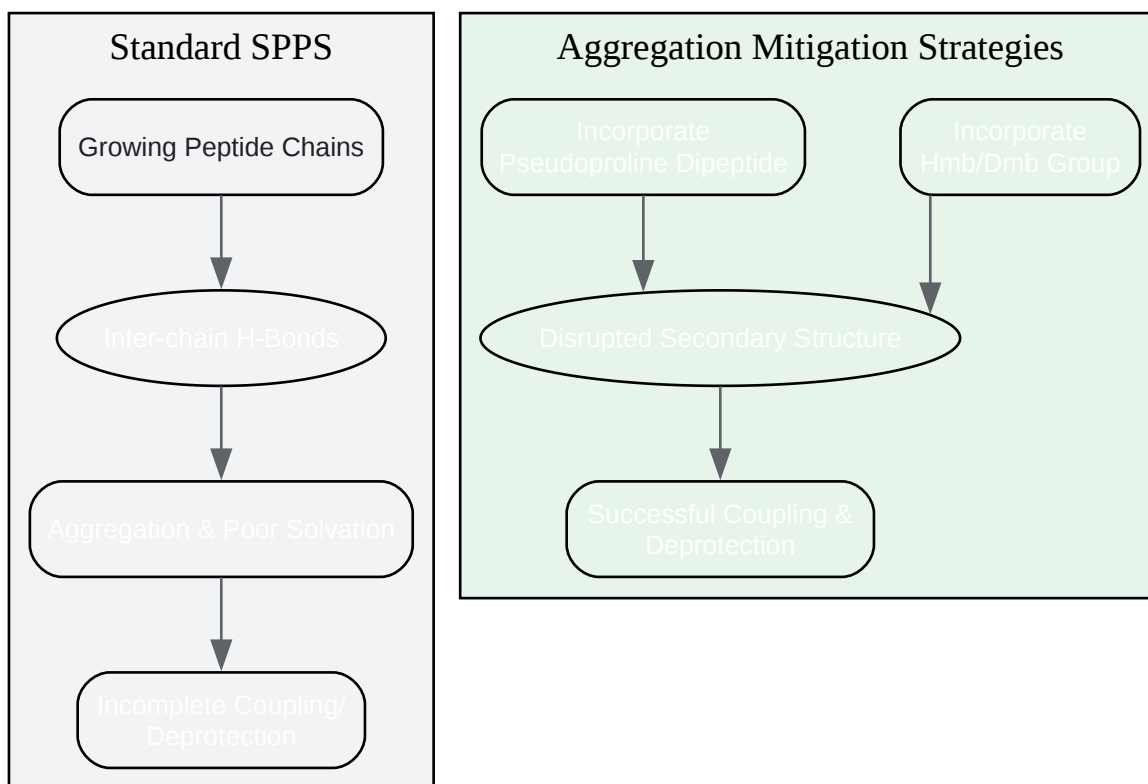 Standard SPPS
Growing Peptide Chains
Inter-chain H-Bonds
Aggregation & Poor Solvation
Incomplete Coupling/
Deprotection
Aggregation Mitigation Strategies
Incorporate
Pseudoproline Dipeptide
Incorporate
Hmb/Dmb Group
Disrupted Secondary Structure
Successful Coupling &
Deprotection